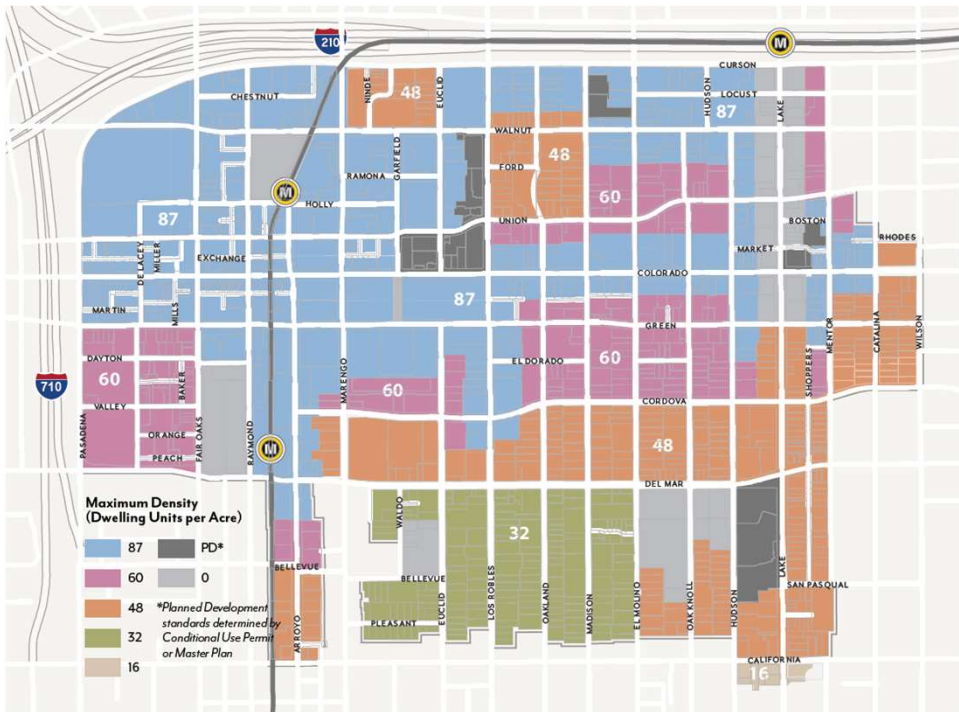 210
M
CURSON
CHESTNUT
NINDE
48
EUCLID
HUDSON
LOCUST
87
LAKE
WALNUT
GARFIELD
FORD
48
RAMONA
M
60
HOLLY
87
UNION
BOSTON
DELACEY
MILLER
EXCHANGE
MARKET
RHODES
COLORADO
MARTIN
MILLS
87
GREEN
MENTOR
CATALINA
WILSON
DAYTON
EL DORADO
60
SHOPPERS
710
60
BAKER
MARENGO
60
VALLEY
CORDOVA
PASADENA
ORANGE
FAIR OAKS
RAYMOND
M
48
PEACH
DEL MAR
Maximum Density
(Dwelling Units per Acre)
87
PD*
60
0
48
*Planned Development
standards determined by
Conditional Use Permit
or Master Plan
32
16
WALDO
32
BELLEVUE
BELLEVUE
LOS ROBLES
OAKLAND
MADISON
EL MOLINO
OAK KNOLL
HUDSON
LAKE
SAN PASQUAL
EUCLID
PLEASANT
ARROYO
CALIFORNIA
16